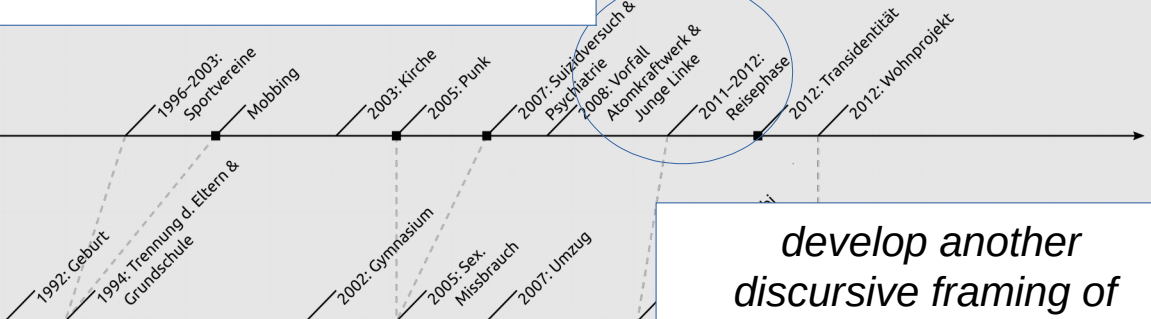 1996–2003:
Sportvereine
Mobbing
2003: Kirche
2005: Punk
2007: Suizidversuch &
Psychiatrie
2008: Vorfall
Atomkraftwerk &
Junge Linke
2011–2012:
Reisephase
2012: Transidentität
2012: Wohnprojekt
1992: Geburt
1994: Trennung d. Eltern &
Grundschule
2002: Gymnasium
2005: Sex.
Missbrauch
2007: Umzug
develop another
discursive framing of